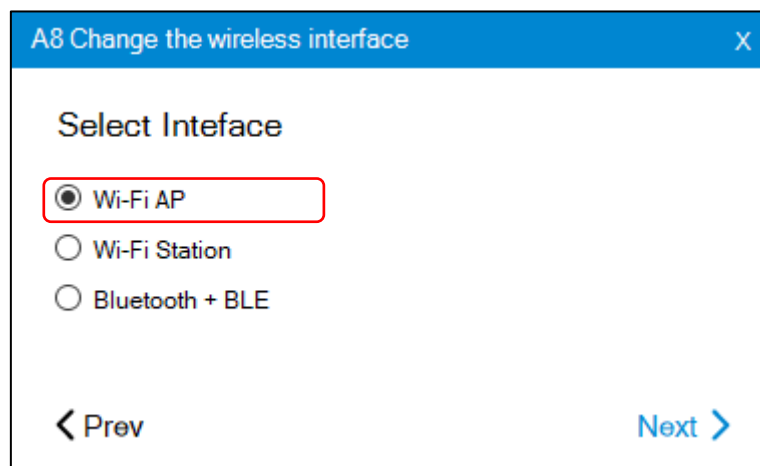 A8 Change the wireless interface X
Select Inteface
Wi-Fi AP
Wi-Fi Station
Bluetooth + BLE
Prev Next